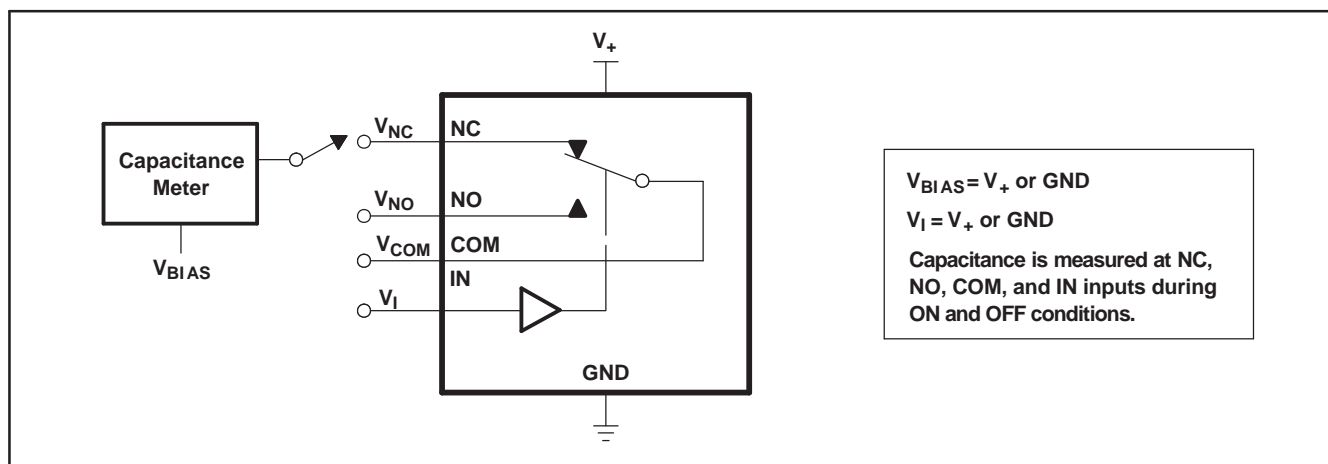 V+
Capacitance
Meter
VBIAS
VNC
NC
VNO
NO
VCOM
COM
IN
VI
GND
VBIAS = V+ or GND
VI = V+ or GND
Capacitance is measured at NC,
NO, COM, and IN inputs during
ON and OFF conditions.